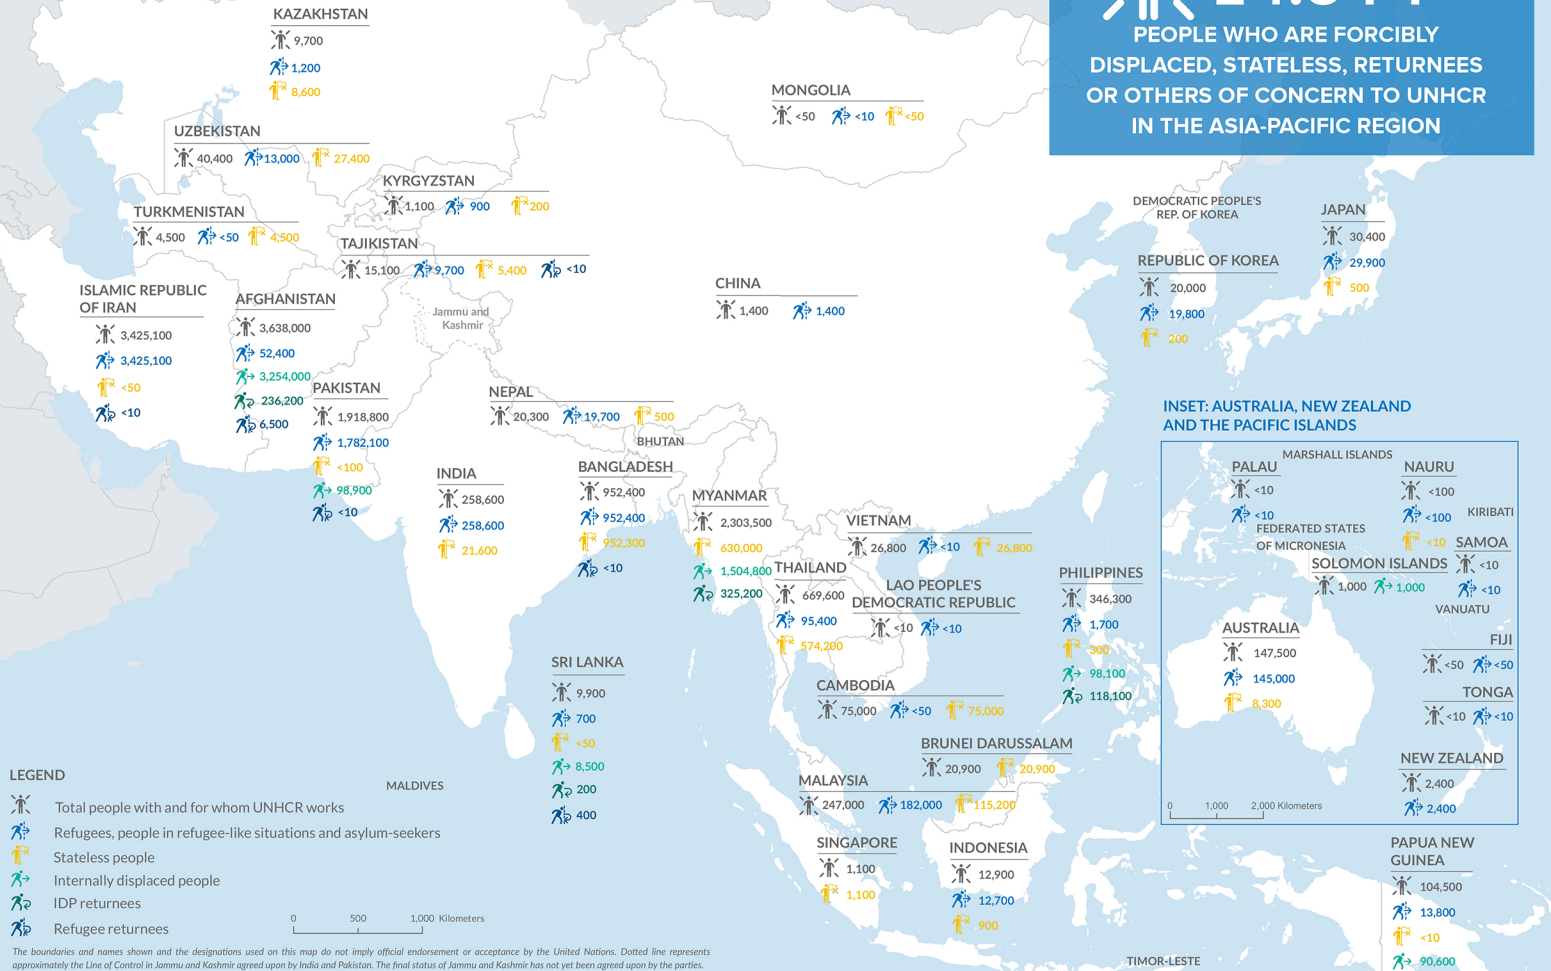 PEOPLE WHO ARE FORCIBLY
DISPLACED, STATELESS, RETURNEES
OR OTHERS OF CONCERN TO UNHCR
IN THE ASIA-PACIFIC REGION
KAZAKHSTAN
9,700
1,200
8,600
UZBEKISTAN
40,400 13,000 27,400
KYRGYZSTAN
1,100 900 200
TURKMENISTAN
4,500 <50 4,500
TAJIKISTAN
15,100 9,700 5,400 <10
MONGOLIA
<50 <10 <50
CHINA
1,400 1,400
DEMOCRATIC PEOPLE'S
REP. OF KOREA
REPUBLIC OF KOREA
20,000
19,800
200
JAPAN
30,400
29,900
500
ISLAMIC REPUBLIC
OF IRAN
3,425,100
3,425,100
<50
<10
AFGHANISTAN
3,638,000
52,400
3,254,000
236,200
6,500
Jammu and
Kashmir
PAKISTAN
1,918,800
1,782,100
<100
98,900
<10
NEPAL
20,300 19,700 500
BHUTAN
INDIA
258,600
258,600
21,600
BANGLADESH
952,400
952,400
952,300
<10
MYANMAR
2,303,500
630,000
1,504,800
325,200
VIETNAM
26,800 <10 26,800
THAILAND
669,600
95,400
574,200
LAO PEOPLE'S
DEMOCRATIC REPUBLIC
<10 <10
PHILIPPINES
346,300
1,700
300
98,100
118,100
SRI LANKA
9,900
700
<50
8,500
200
400
CAMBODIA
75,000 <50 75,000
BRUNEI DARUSSALAM
20,900 20,900
MALAYSIA
247,000 182,000 115,200
SINGAPORE
1,100
1,100
INDONESIA
12,900
12,700
900
MALDIVES
INSET: AUSTRALIA, NEW ZEALAND
AND THE PACIFIC ISLANDS
MARSHALL ISLANDS
PALAU
<10
<10
NAURU
<100
<100
<10
KIRIBATI
FEDERATED STATES
OF MICRONESIA
SAMOA
<10
<10
SOLOMON ISLANDS
1,000 1,000
VANUATU
AUSTRALIA
147,500
145,000
8,300
FIJI
<50 <50
TONGA
<10 <10
NEW ZEALAND
2,400
2,400
0 1,000 2,000 Kilometers
PAPUA NEW
GUINEA
104,500
13,800
<10
90,600
TIMOR-LESTE
LEGEND
Total people with and for whom UNHCR works
Refugees, people in refugee-like situations and asylum-seekers
Stateless people
Internally displaced people
IDP returnees
Refugee returnees
0 500 1,000 Kilometers
The boundaries and names shown and the designations used on this map do not imply official endorsement or acceptance by the United Nations. Dotted line represents
approximately the Line of Control in Jammu and Kashmir agreed upon by India and Pakistan. The final status of Jammu and Kashmir has not yet been agreed upon by the parties.